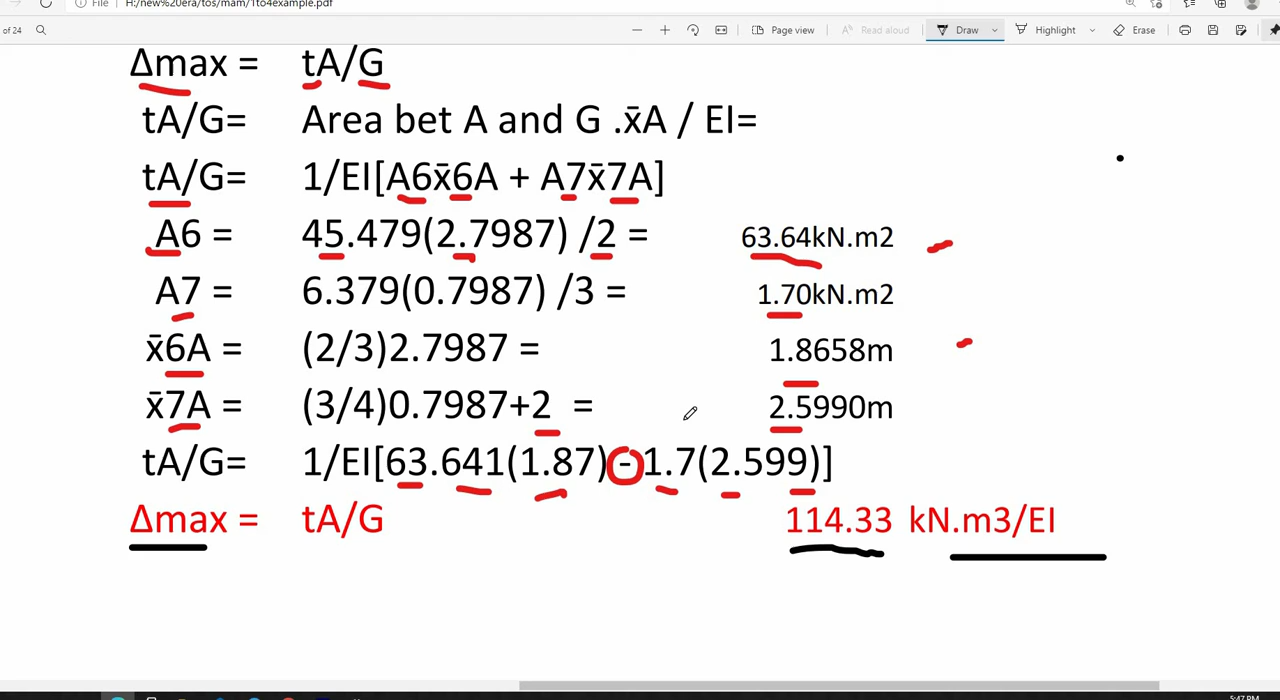 File H:/new%20era/tos/mam/1to4example.pdf
of 24 Page view Read aloud Draw Highlight Erase
Δmax = tA/G
tA/G= Area bet A and G .x̄A / EI=
tA/G= 1/EI[A6x̄6A + A7x̄7A]
A6 = 45.479(2.7987) /2 = 63.64kN.m2
A7 = 6.379(0.7987) /3 = 1.70kN.m2
x̄6A = (2/3)2.7987 = 1.8658m
x̄7A = (3/4)0.7987+2 = 2.5990m
tA/G= 1/EI[63.641(1.87) - 1.7(2.599)]
Δmax = tA/G 114.33 kN.m3/EI
5:47 PM